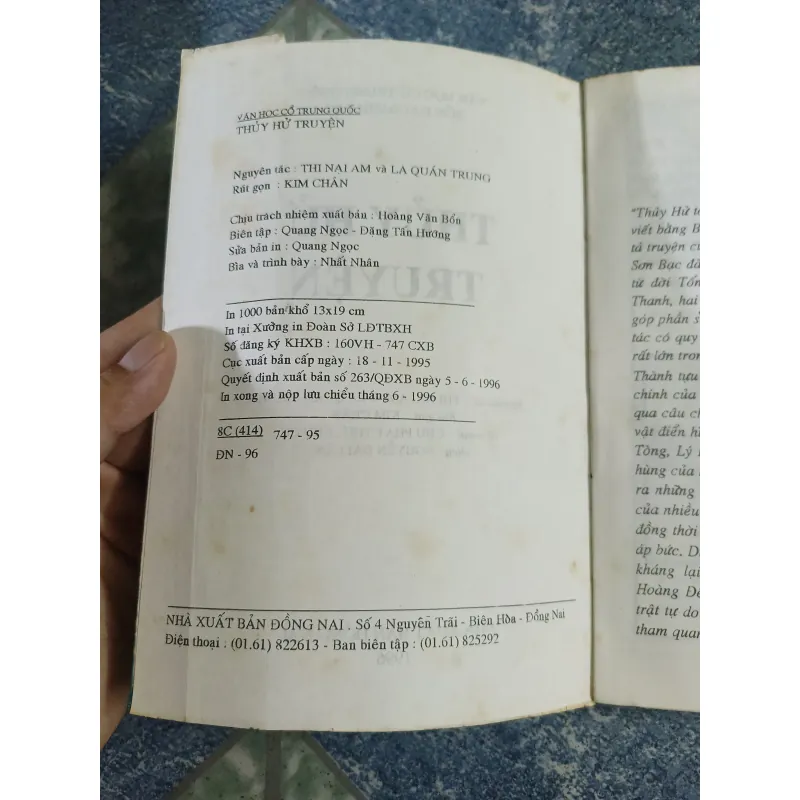 VĂN HỌC CỔ TRUNG QUỐC
THỦY HỬ TRUYỆN
Nguyên tác : THI NẠI AM và LA QUÁN TRUNG
Rút gọn : KIM CHÂN
Chịu trách nhiệm xuất bản : Hoàng Văn Bổn
Biên tập : Quang Ngọc - Đặng Tấn Hướng
Sửa bản in : Quang Ngọc
Bìa và trình bày : Nhất Nhân
In 1000 bản khổ 13x19 cm
In tại Xưởng in Đoàn Sở LĐTBXH
Số đăng ký KHXB : 160VH - 747 CXB
Cục xuất bản cấp ngày : 18 - 11 - 1995
Quyết định xuất bản số 263/QĐXB ngày 5 - 6 - 1996
In xong và nộp lưu chiểu tháng 6 - 1996
8C (414) 747 - 95
ĐN - 96
NHÀ XUẤT BẢN ĐỒNG NAI . Số 4 Nguyễn Trãi - Biên Hòa - Đồng Nai
Điện thoại : (01.61) 822613 - Ban biên tập : (01.61) 825292
"Thủy Hử
viết bằng
tả truyện
Sơn Bạc
từ đời
Thanh, hai
góp phần
tác có quy
rất lớn
Thành tựu
chính của
qua câu
vật điển
Tòng, Lý
hùng của
ra những
của nhiều
đồng thời
áp bức.
kháng lại
Hoàng
trật tự do
tham quan